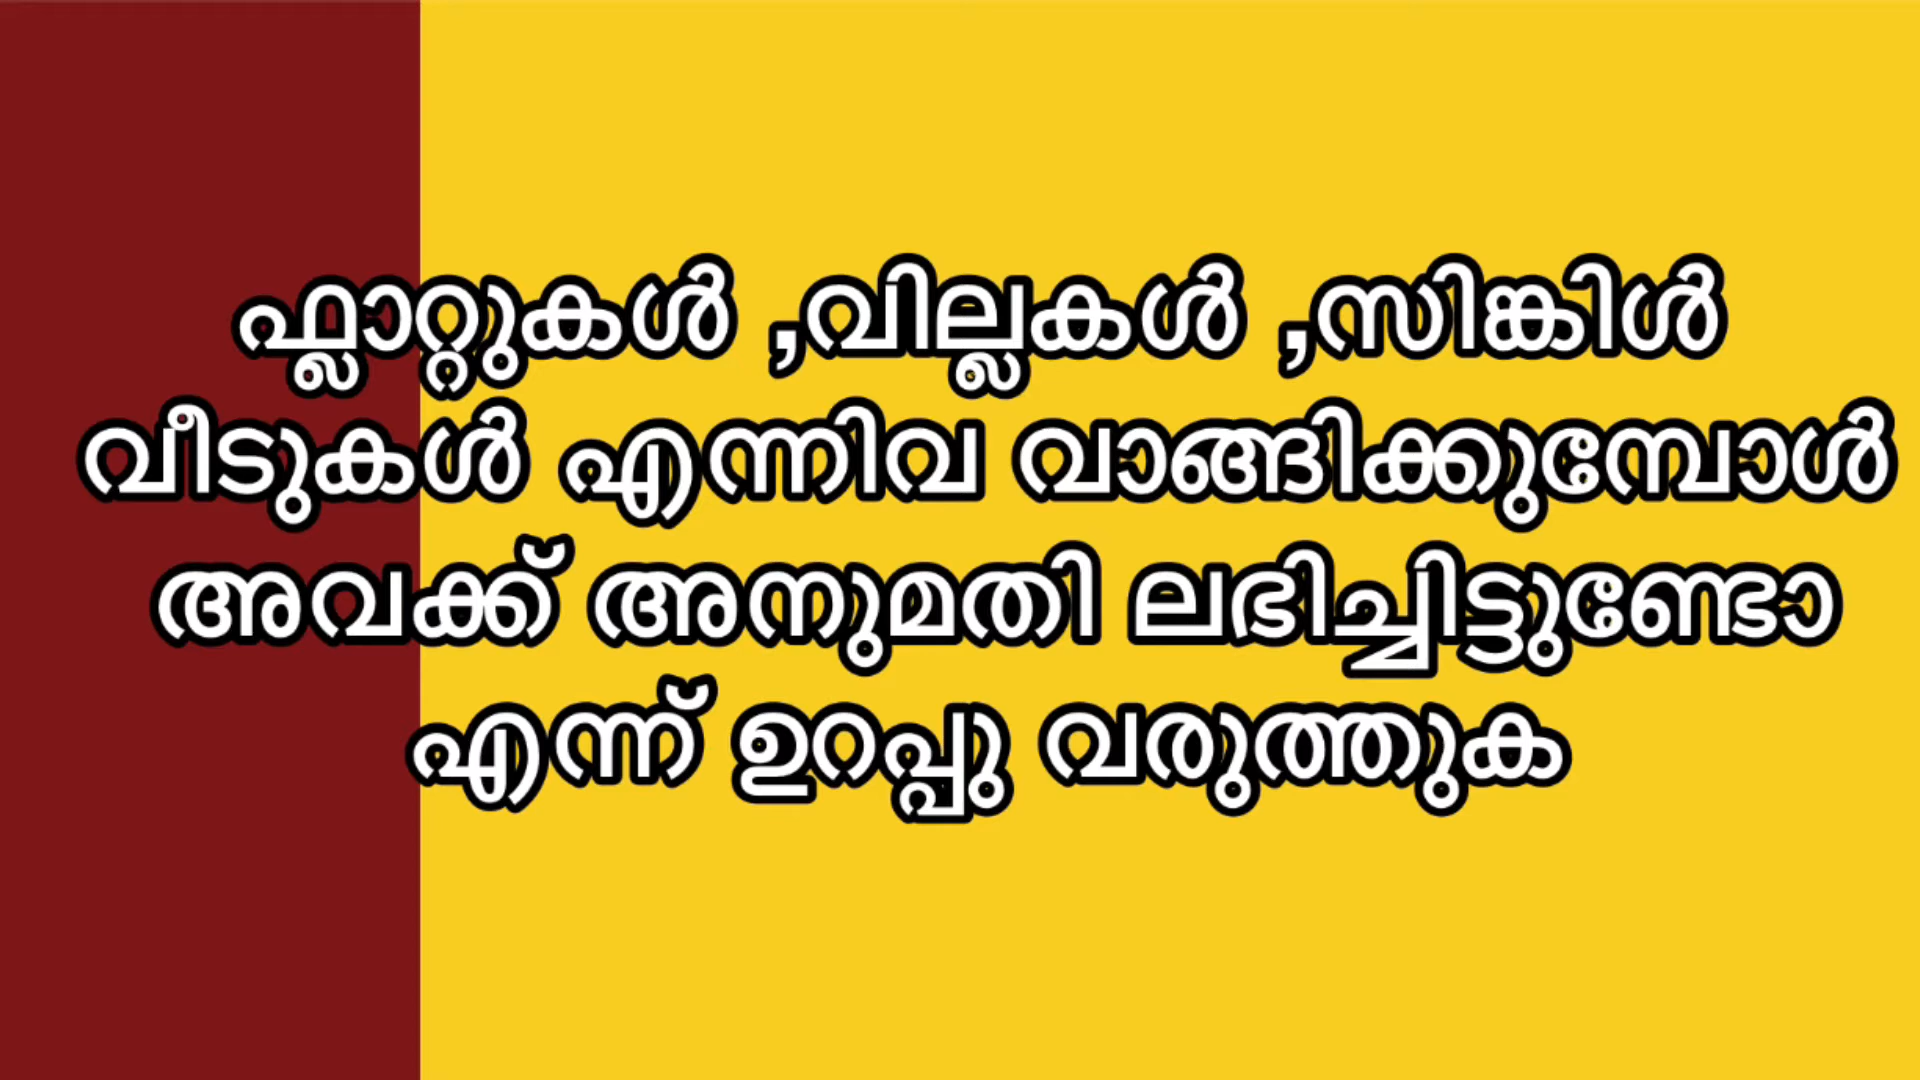 ഫ്ലാറ്റുകൾ ,വില്ലകൾ ,സിങ്കിൾ
വീടുകൾ എന്നിവ വാങ്ങിക്കുമ്പോൾ
അവക്ക് അനുമതി ലഭിച്ചിട്ടുണ്ടോ
എന്ന് ഉറപ്പു വരുത്തുക